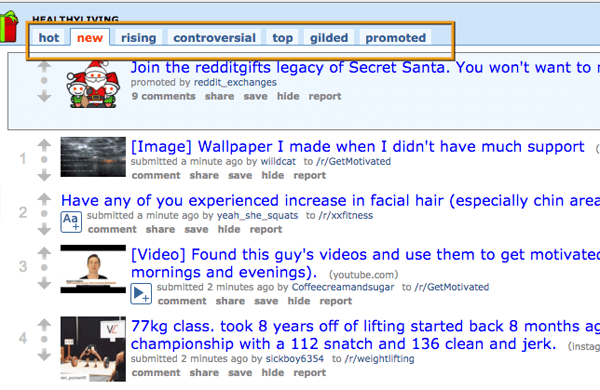 HEALTHYLIVING
hot new rising controversial top gilded promoted
Join the redditgifts legacy of Secret Santa. You won't want to
promoted by reddit_exchanges
9 comments share save hide report
1
[Image] Wallpaper I made when I didn't have much support
submitted a minute ago by wiildcat to /r/GetMotivated
comment share save hide report
2
Have any of you experienced increase in facial hair (especially chin area
Aa+
submitted a minute ago by yeah_she_squats to /r/xxfitness
comment share save hide report
3
[Video] Found this guy's videos and use them to get motivated
mornings and evenings). (youtube.com)
submitted 2 minutes ago by Coffeecreamandsugar to /r/GetMotivated
comment share save hide report
4
77kg class. took 8 years off of lifting started back 8 months ag
championship with a 112 snatch and 136 clean and jerk. (instag
submitted 2 minutes ago by sickboy6354 to /r/weightlifting
comment share save hide report